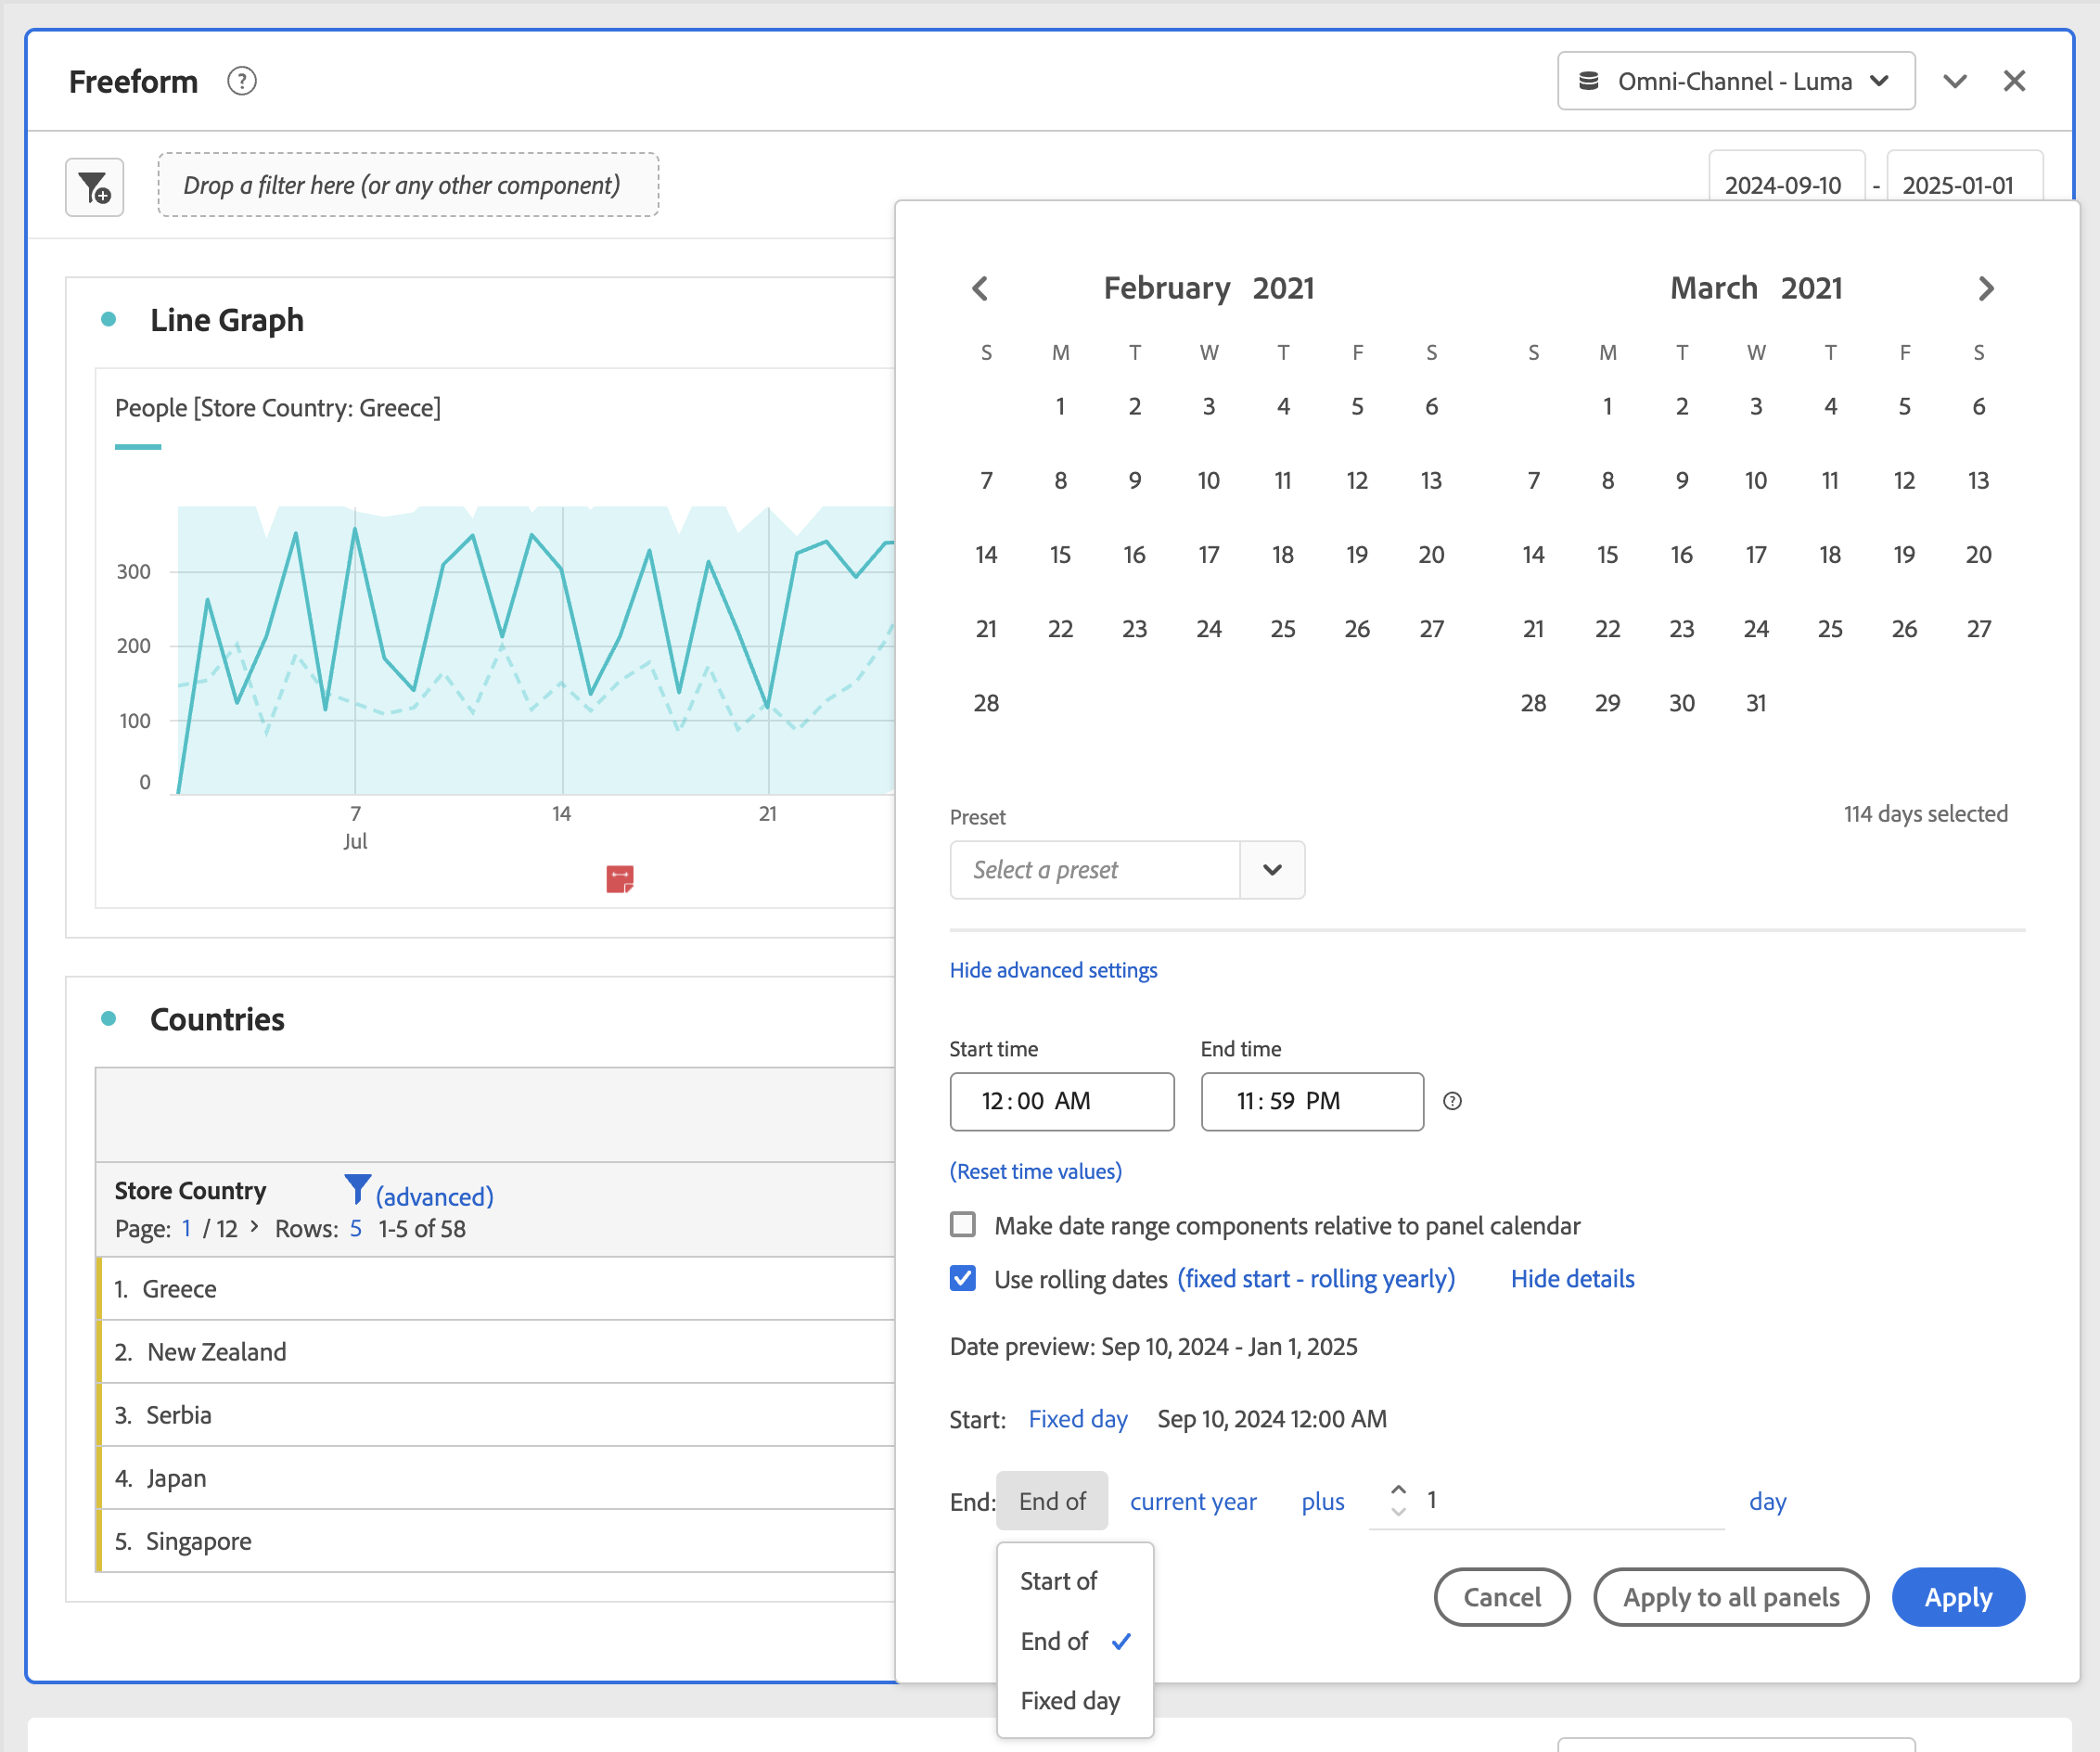 Freeform ?
Omni-Channel - Luma
Drop a filter here (or any other component)
2024-09-10 - 2025-01-01
Line Graph
People [Store Country: Greece]
300
200
100
0
7 14 21
Jul
Countries
Store Country (advanced)
Page: 1 / 12 > Rows: 5 1-5 of 58
1. Greece
2. New Zealand
3. Serbia
4. Japan
5. Singapore
February 2021
S M T W T F S
1 2 3 4 5 6
7 8 9 10 11 12 13
14 15 16 17 18 19 20
21 22 23 24 25 26 27
28
March 2021
S M T W T F S
1 2 3 4 5 6
7 8 9 10 11 12 13
14 15 16 17 18 19 20
21 22 23 24 25 26 27
28 29 30 31
Preset
114 days selected
Select a preset
Hide advanced settings
Start time End time
12:00 AM 11:59 PM ?
(Reset time values)
Make date range components relative to panel calendar
Use rolling dates (fixed start - rolling yearly) Hide details
Date preview: Sep 10, 2024 - Jan 1, 2025
Start: Fixed day Sep 10, 2024 12:00 AM
End: End of current year plus 1 day
Start of
End of
Fixed day
Cancel Apply to all panels Apply